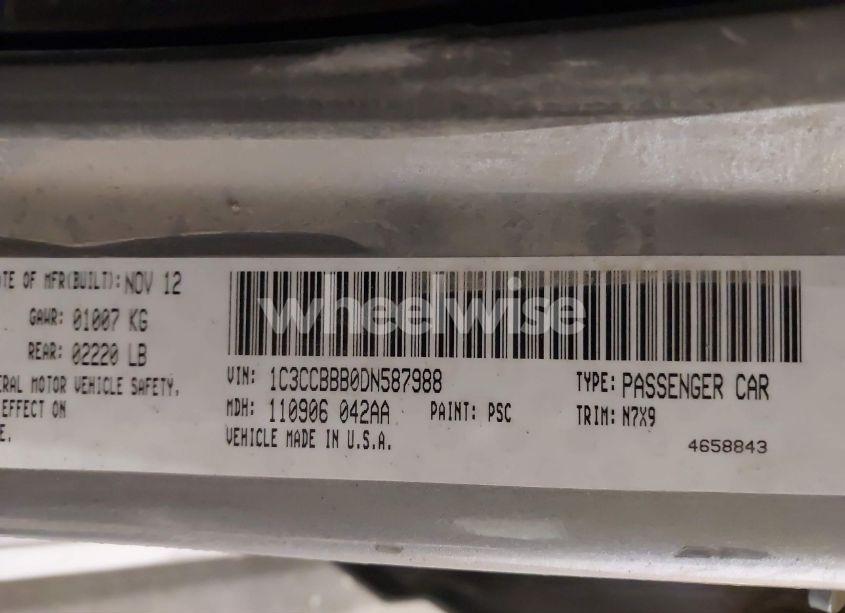 TE OF MFR(BUILT): NOV 12
GAWR: 01007 KG
REAR: 02220 LB
ERAL MOTOR VEHICLE SAFETY,
EFFECT ON
E.
wheelwise
VIN: 1C3CCBBB0DN587988
TYPE: PASSENGER CAR
MDH: 110906 042AA PAINT: PSC
TRIM: N7X9
VEHICLE MADE IN U.S.A.
4658843